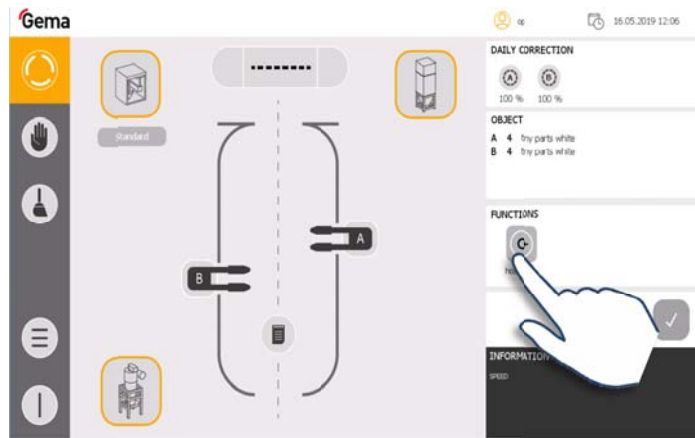 Gema
op
16.05.2019 12:06
Standard
DAILY CORRECTION
A
B
100 %
100 %
OBJECT
A 4 tiny parts white
B 4 tiny parts white
FUNCTIONS
A
B
INFORMATION
SPEED